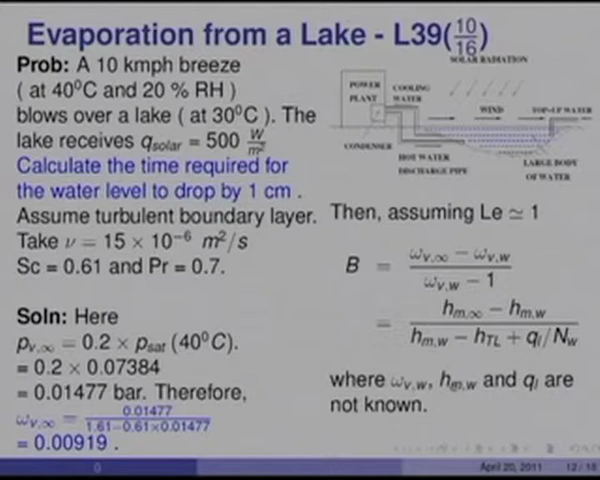 Evaporation from a Lake - L39(10/16)
Prob: A 10 kmph breeze
( at 40⁰C and 20 % RH )
blows over a lake ( at 30⁰C ). The
lake receives q_solar = 500 W/m²
Calculate the time required for
the water level to drop by 1 cm .
Assume turbulent boundary layer.
Take ν = 15 × 10⁻⁶ m²/s
Sc = 0.61 and Pr = 0.7.
Soln: Here
p_v,∞ = 0.2 × p_sat (40⁰C).
= 0.2 × 0.07384
= 0.01477 bar. Therefore,
ω_v,∞ = 0.01477/(1.61−0.61×0.01477)
= 0.00919 .
SOLAR RADIATION
POWER
PLANT
COOLING
WATER
WIND
TOP-UP WATER
CONDENSER
HOT WATER
DISCHARGE PIPE
LARGE BODY
OF WATER
Then, assuming Le ≃ 1
B = (ω_v,∞ − ω_v,w)/(ω_v,w − 1)
= (h_m,∞ − h_m,w)/(h_m,w − h_TL + q_l/N_w)
where ω_v,w, h_m,w and q_l are
not known.
()
April 20, 2011
12 / 18